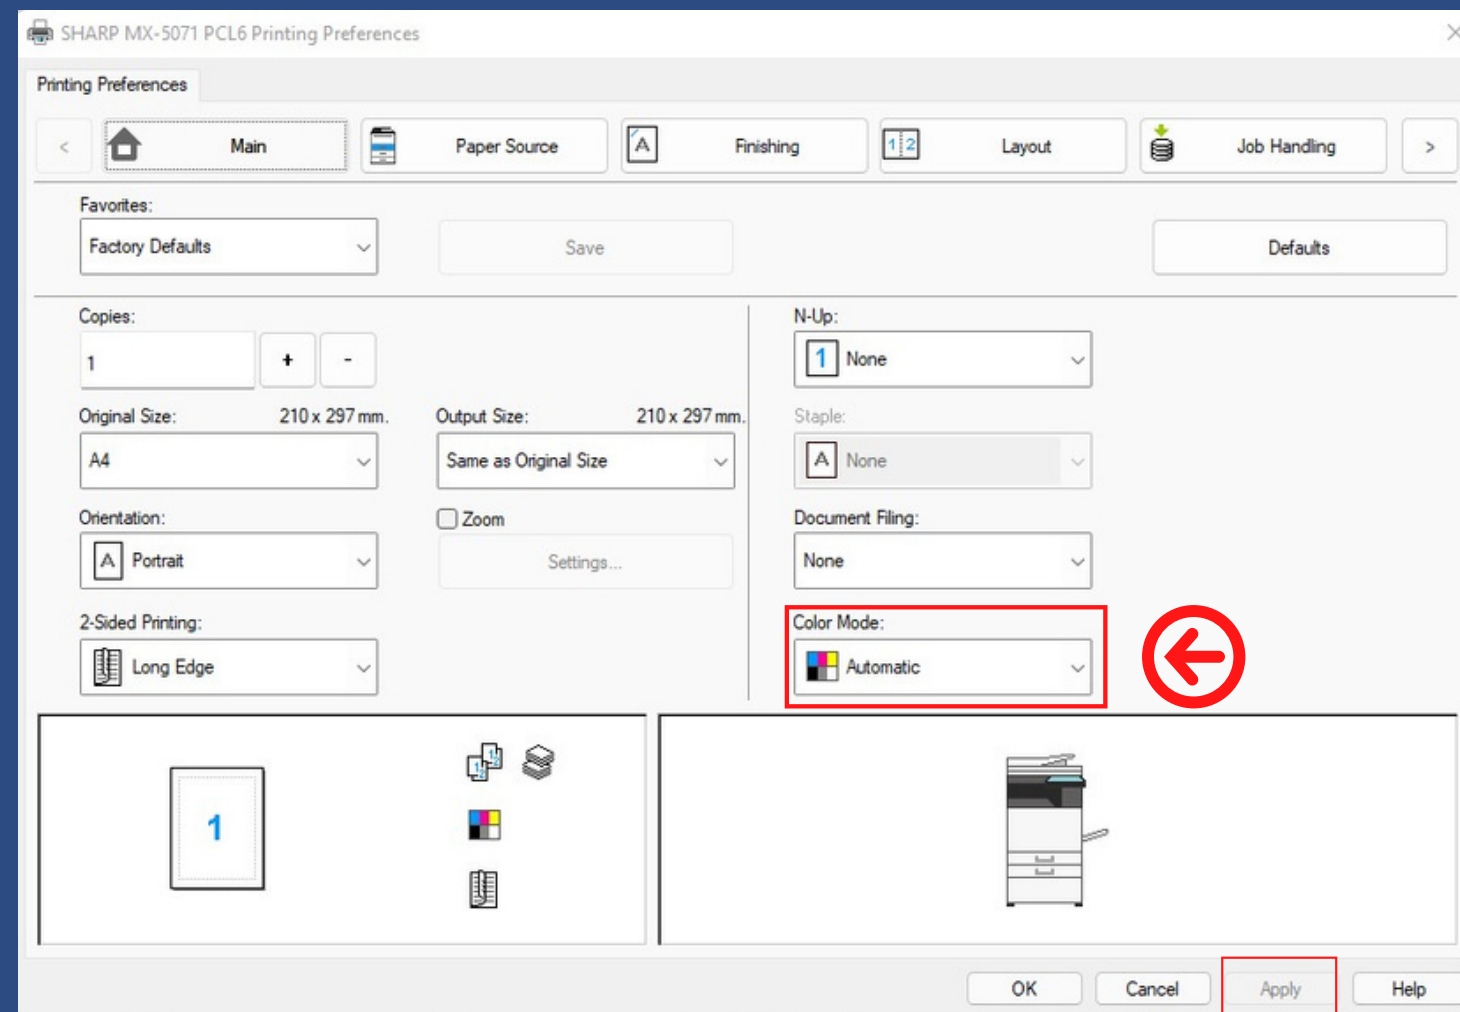 SHARP MX-5071 PCL6 Printing Preferences
Printing Preferences
< Main Paper Source Finishing Layout Job Handling >
Favorites:
Factory Defaults Save Defaults
Copies: N-Up:
1 + - 1 None
Original Size: 210 x 297 mm. Output Size: 210 x 297 mm. Staple:
A4 Same as Original Size A None
Orientation: Zoom Document Filing:
A Portrait Settings... None
2-Sided Printing: Color Mode:
Long Edge Automatic
1
OK Cancel Apply Help